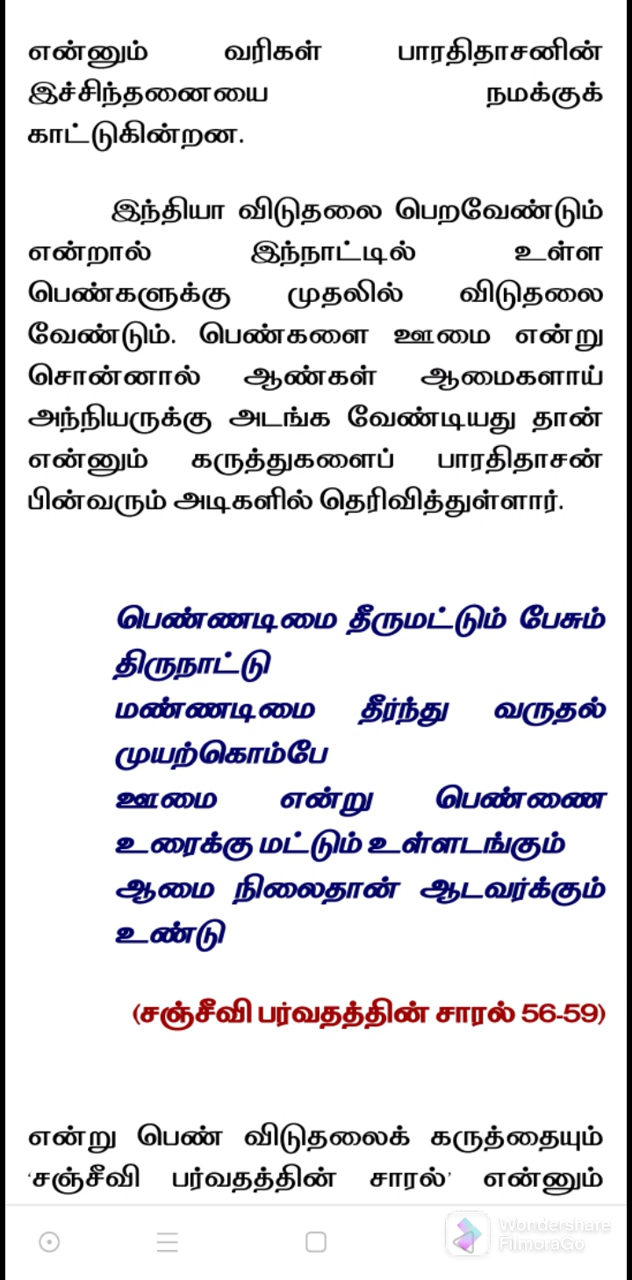 என்னும் வரிகள் பாரதிதாசனின்
இச்சிந்தனையை நமக்குக்
காட்டுகின்றன.
இந்தியா விடுதலை பெறவேண்டும்
என்றால் இந்நாட்டில் உள்ள
பெண்களுக்கு முதலில் விடுதலை
வேண்டும். பெண்களை ஊமை என்று
சொன்னால் ஆண்கள் ஆமைகளாய்
அந்நியருக்கு அடங்க வேண்டியது தான்
என்னும் கருத்துகளைப் பாரதிதாசன்
பின்வரும் அடிகளில் தெரிவித்துள்ளார்.
பெண்ணடிமை தீருமட்டும் பேசும்
திருநாட்டு
மண்ணடிமை தீர்ந்து வருதல்
முயற்கொம்பே
ஊமை என்று பெண்ணை
உரைக்கு மட்டும் உள்ளடங்கும்
ஆமை நிலைதான் ஆடவர்க்கும்
உண்டு
(சஞ்சீவி பர்வதத்தின் சாரல் 56-59)
என்று பெண் விடுதலைக் கருத்தையும்
‘சஞ்சீவி பர்வதத்தின் சாரல்’ என்னும்
Wondershare
FilmoraGo